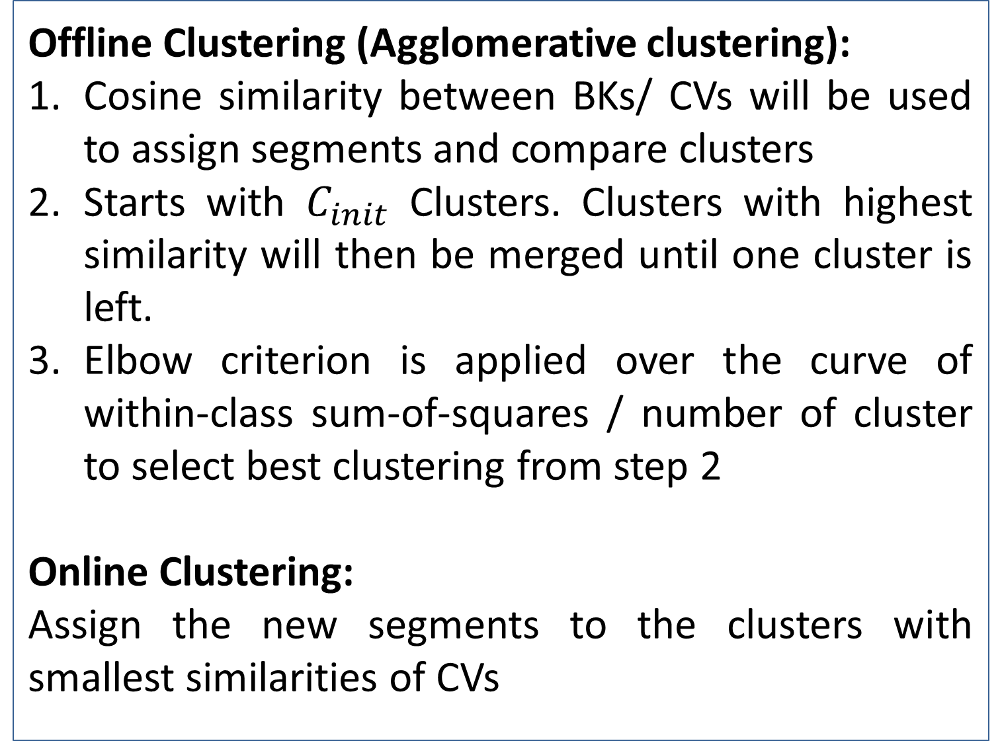 Offline Clustering (Agglomerative clustering):
1. Cosine similarity between BKs/ CVs will be used
to assign segments and compare clusters
2. Starts with $C_{init}$ Clusters. Clusters with highest
similarity will then be merged until one cluster is
left.
3. Elbow criterion is applied over the curve of
within-class sum-of-squares / number of cluster
to select best clustering from step 2
Online Clustering:
Assign the new segments to the clusters with
smallest similarities of CVs